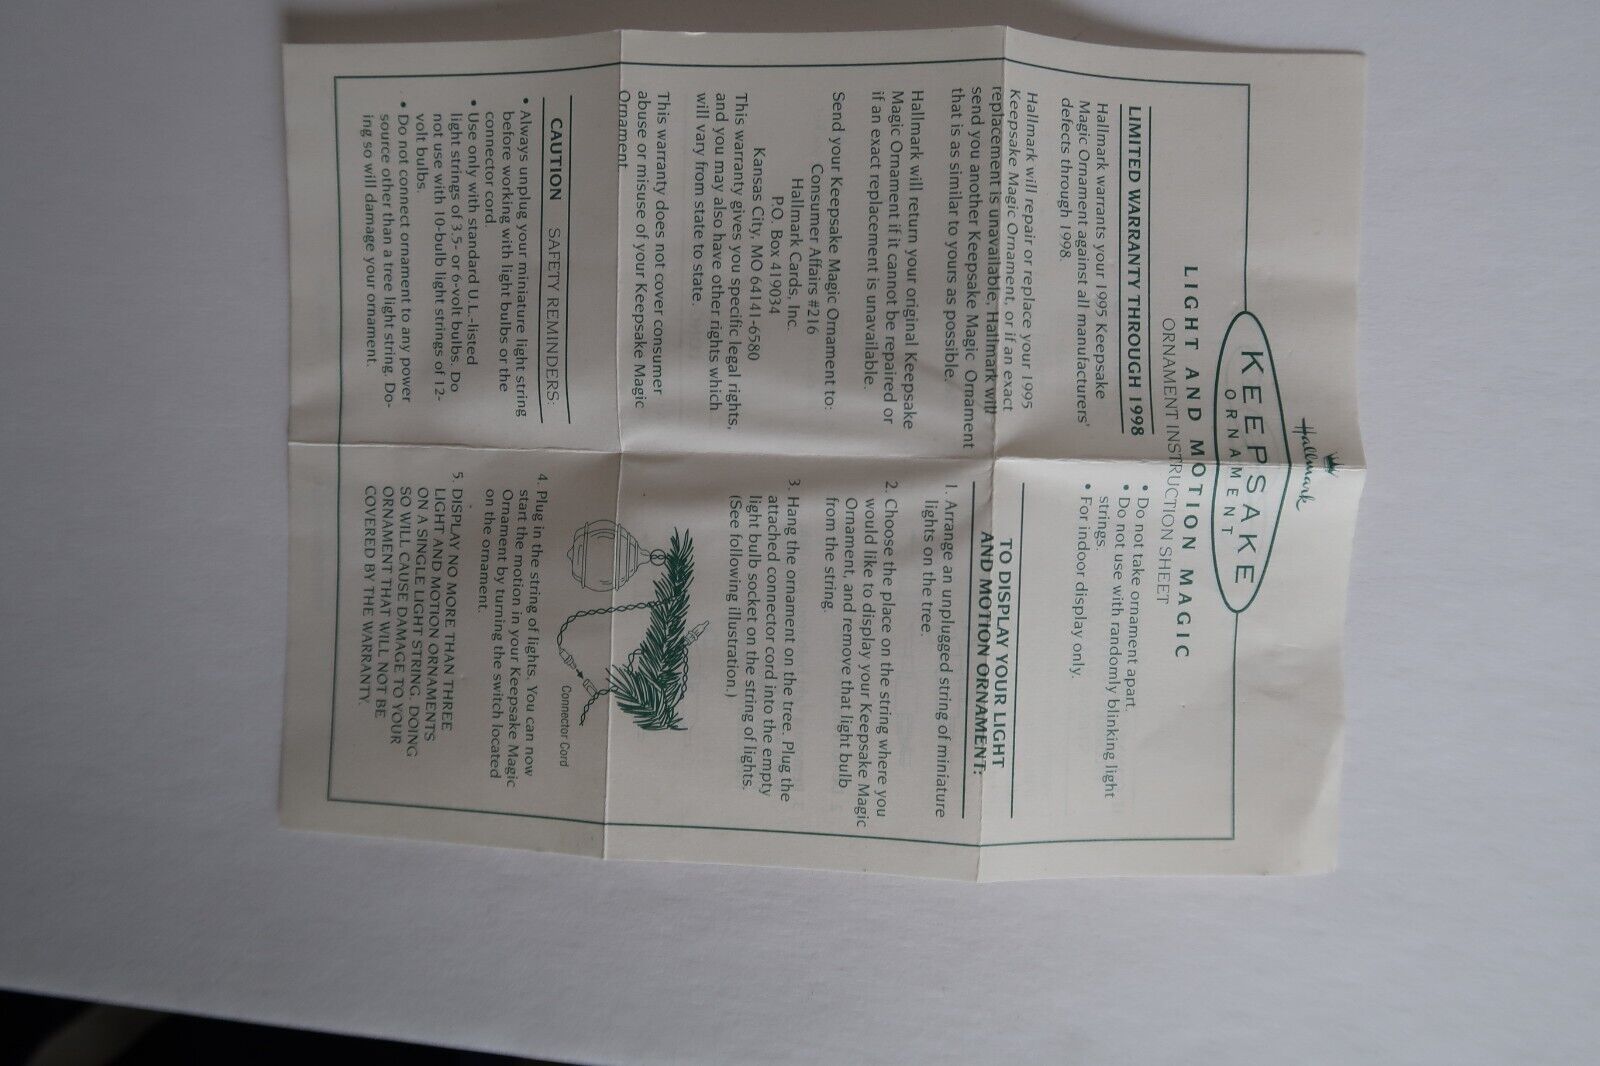 Hallmark
KEEPSAKE
ORNAMENT
LIGHT AND MOTION MAGIC
ORNAMENT INSTRUCTION SHEET
LIMITED WARRANTY THROUGH 1998
Hallmark warrants your 1995 Keepsake
Magic Ornament against all manufacturers'
defects through 1998.
Hallmark will repair or replace your 1995
Keepsake Magic Ornament, or if an exact
replacement is unavailable, Hallmark will
send you another Keepsake Magic Ornament
that is as similar to yours as possible.
Hallmark will return your original Keepsake
Magic Ornament if it cannot be repaired or
if an exact replacement is unavailable.
Send your Keepsake Magic Ornament to:
Consumer Affairs #216
Hallmark Cards, Inc.
P.O. Box 419034
Kansas City, MO 64141-6580
This warranty gives you specific legal rights,
and you may also have other rights which
will vary from state to state.
This warranty does not cover consumer
abuse or misuse of your Keepsake Magic
Ornament.
CAUTION SAFETY REMINDERS:
• Always unplug your miniature light string
before working with light bulbs or the
connector cord.
• Use only with standard U.L.-listed
light strings of 3.5- or 6-volt bulbs. Do
not use with 10-bulb light strings of 12-
volt bulbs.
• Do not connect ornament to any power
source other than a tree light string. Do-
ing so will damage your ornament.
• Do not take ornament apart.
• Do not use with randomly blinking light
strings.
• For indoor display only.
TO DISPLAY YOUR LIGHT
AND MOTION ORNAMENT:
1. Arrange an unplugged string of miniature
lights on the tree.
2. Choose the place on the string where you
would like to display your Keepsake Magic
Ornament, and remove that light bulb
from the string.
3. Hang the ornament on the tree. Plug the
attached connector cord into the empty
light bulb socket on the string of lights.
(See following illustration.)
Connector Cord
4. Plug in the string of lights. You can now
start the motion in your Keepsake Magic
Ornament by turning the switch located
on the ornament.
5. DISPLAY NO MORE THAN THREE
LIGHT AND MOTION ORNAMENTS
ON A SINGLE LIGHT STRING. DOING
SO WILL CAUSE DAMAGE TO YOUR
ORNAMENT THAT WILL NOT BE
COVERED BY THE WARRANTY.